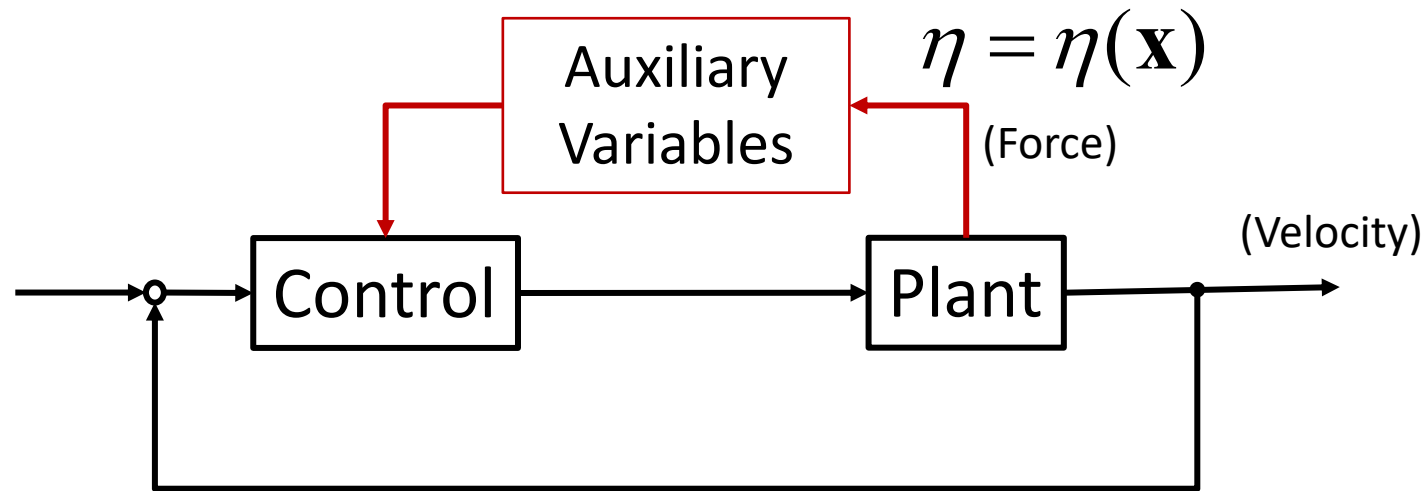 Auxiliary
Variables
η = η(𝐱)
(Force)
(Velocity)
Control
Plant